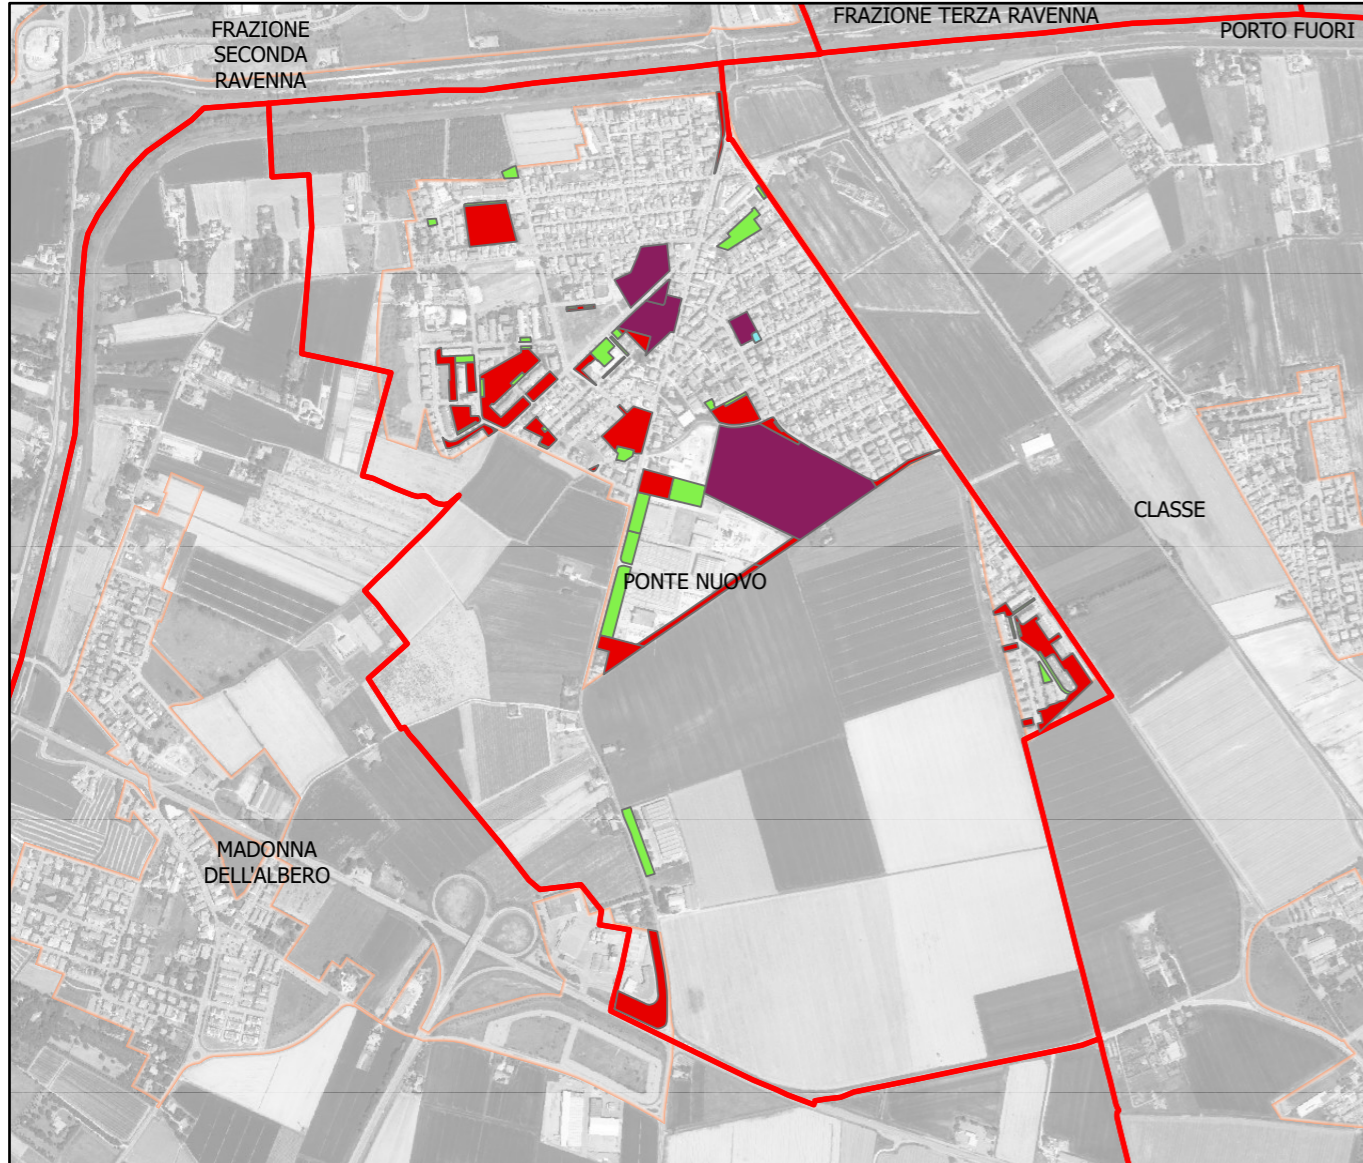 FRAZIONE
SECONDA
RAVENNA
FRAZIONE TERZA RAVENNA
PORTO FUORI
CLASSE
PONTE NUOVO
MADONNA
DELL'ALBERO